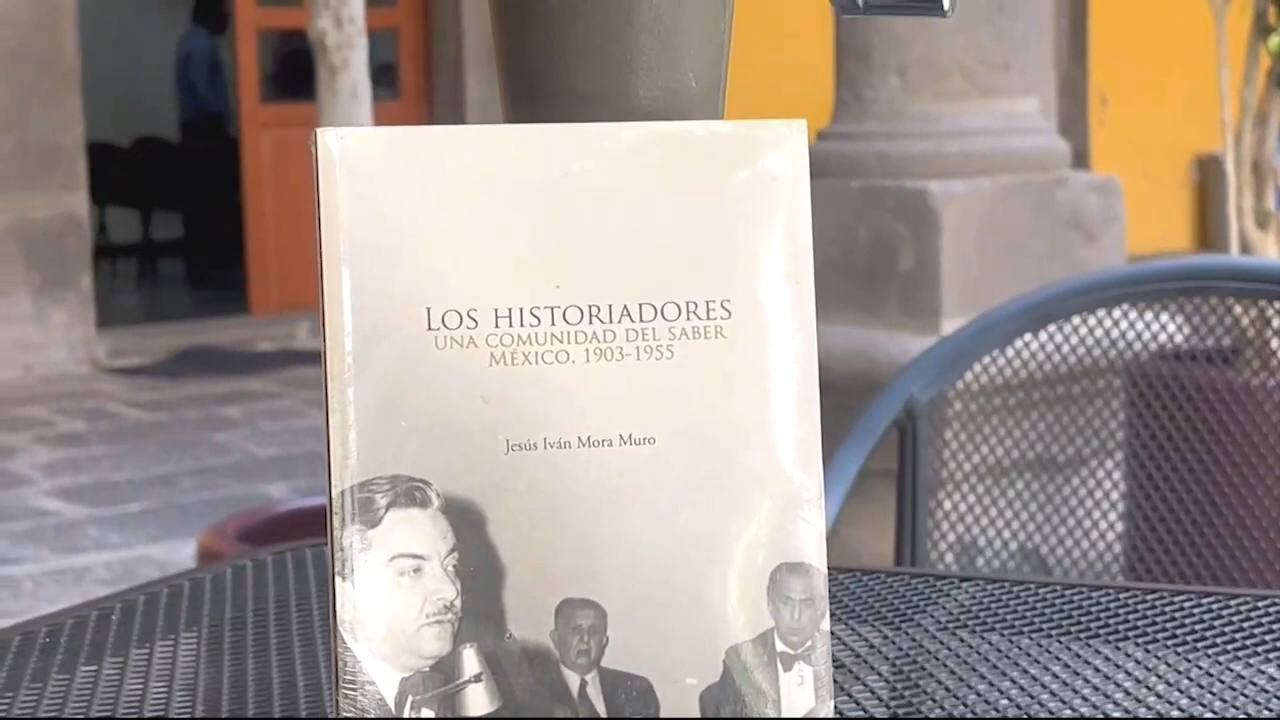 LOS HISTORIADORES
UNA COMUNIDAD DEL SABER
MÉXICO, 1903-1955
Jesús Iván Mora Muro